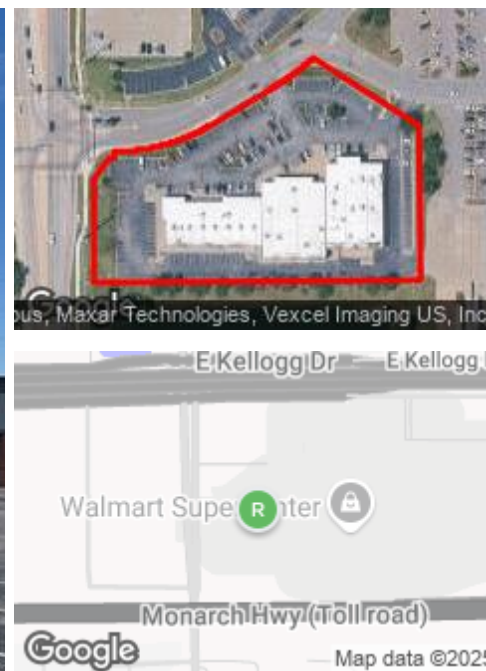 Google
ous, Maxar Technologies, Vexcel Imaging US, Inc
E Kellogg Dr
E Kellogg
Walmart Supe
nter
R
Monarch Hwy (Toll road)
Google
Map data ©2025